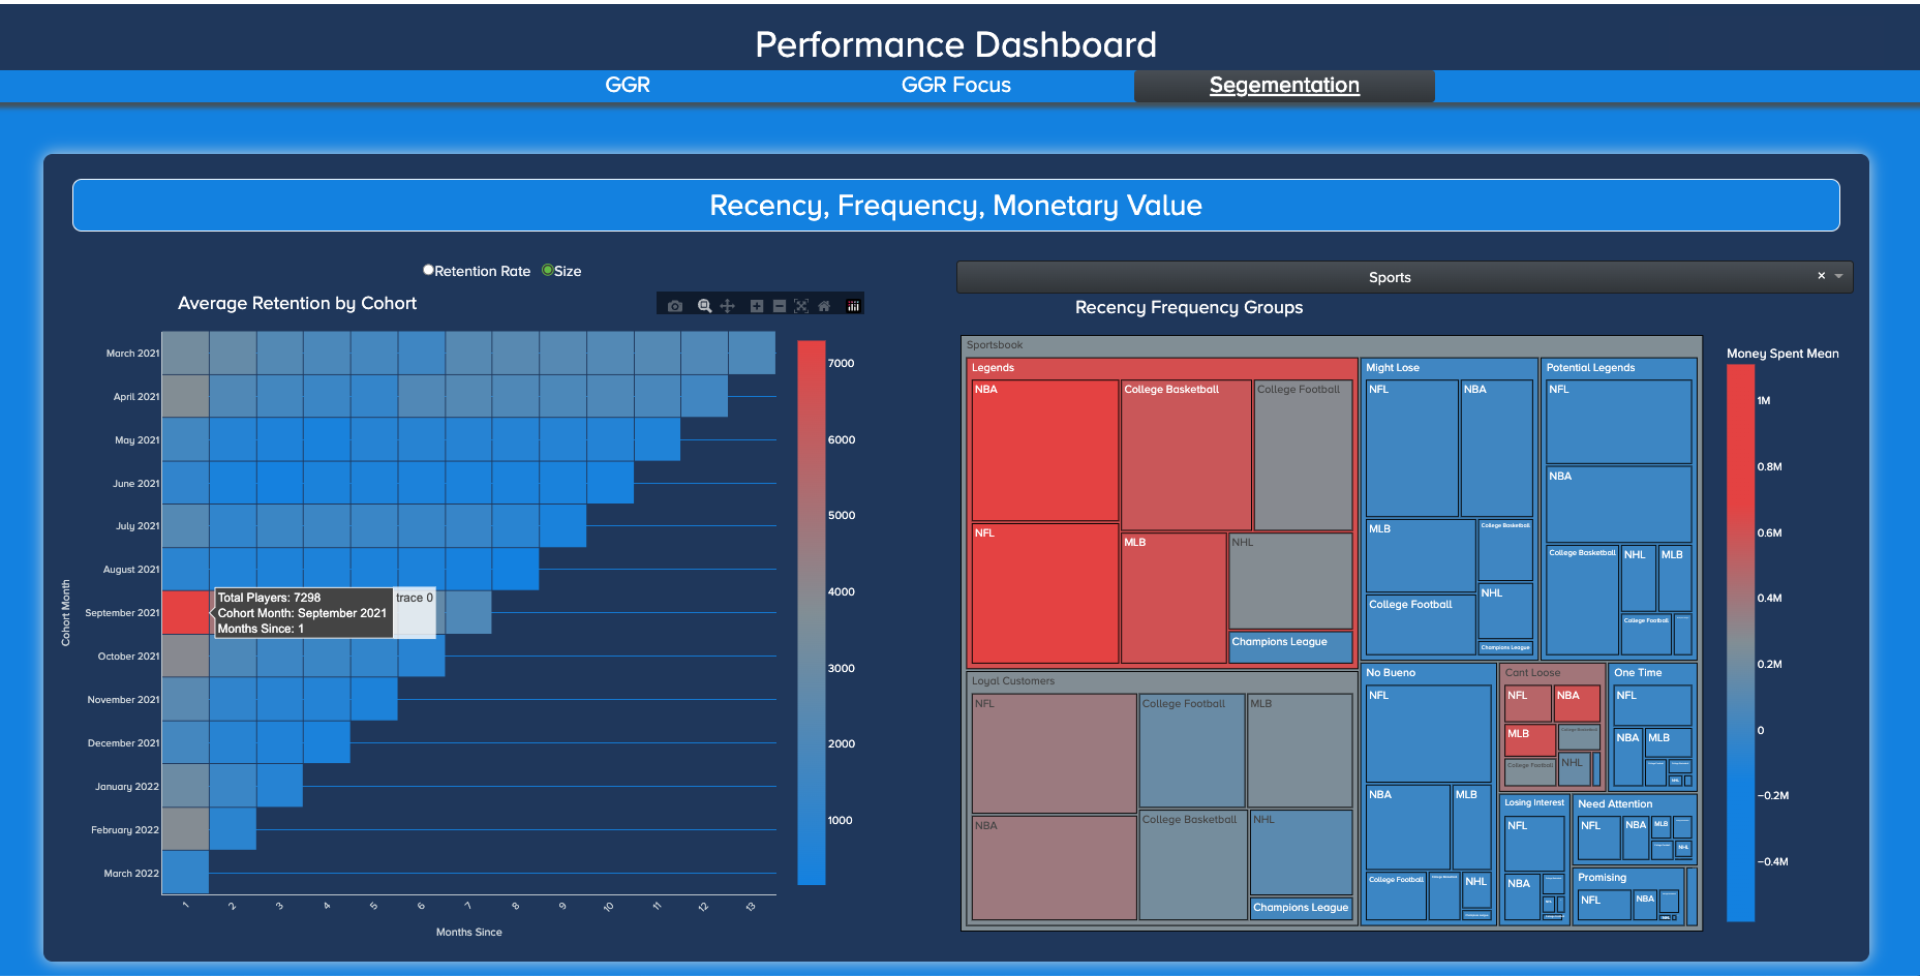 Performance Dashboard
GGR
GGR Focus
Segementation
Recency, Frequency, Monetary Value
Retention Rate
Size
Average Retention by Cohort
March 2021
April 2021
May 2021
June 2021
July 2021
August 2021
September 2021
October 2021
November 2021
December 2021
January 2022
February 2022
March 2022
Cohort Month
Total Players: 7298
Cohort Month: September 2021
Months Since: 1
trace 0
1
2
3
4
5
6
7
8
9
10
11
12
13
Months Since
7000
6000
5000
4000
3000
2000
1000
Sports
×
Recency Frequency Groups
Sportsbook
Legends
NBA
College Basketball
College Football
NFL
MLB
NHL
Champions League
Loyal Customers
NFL
College Football
MLB
NBA
College Basketball
NHL
Champions League
Might Lose
NFL
NBA
MLB
College Basketball
College Football
NHL
Champions League
Potential Legends
NFL
NBA
College Basketball
NHL
MLB
College Football
No Bueno
NFL
NBA
MLB
College Football
NHL
Cant Loose
NFL
NBA
MLB
College Basketball
College Football
NHL
One Time
NFL
NBA
MLB
Losing Interest
NFL
NBA
Need Attention
NFL
NBA
MLB
NHL
Promising
NFL
NBA
Money Spent Mean
1M
0.8M
0.6M
0.4M
0.2M
0
−0.2M
−0.4M